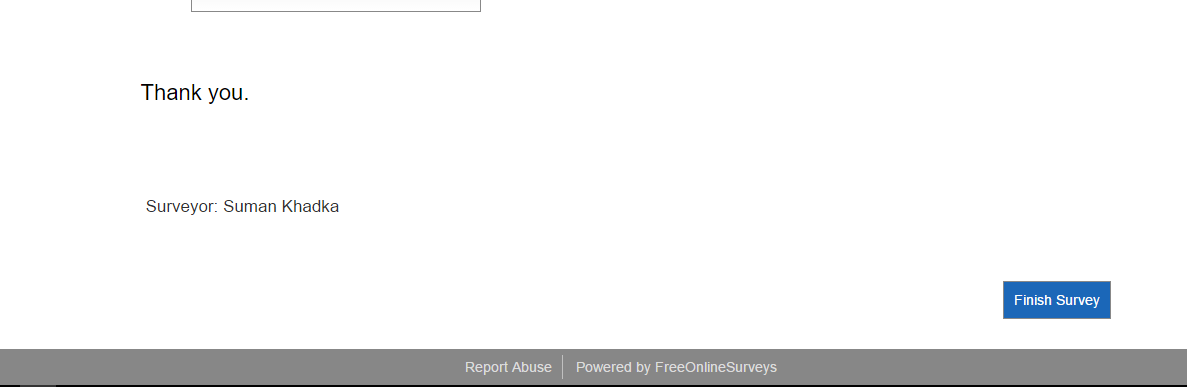 Thank you.
Surveyor: Suman Khadka
Finish Survey
Report Abuse
Powered by FreeOnlineSurveys